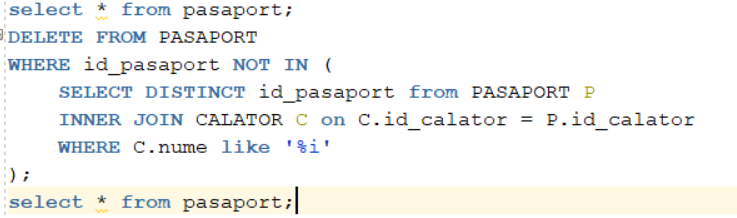 select * from pasaport;
DELETE FROM PASAPORT
WHERE id_pasaport NOT IN (
    SELECT DISTINCT id_pasaport from PASAPORT P
    INNER JOIN CALATOR C on C.id_calator = P.id_calator
    WHERE C.nume like '%i'
);
select * from pasaport;